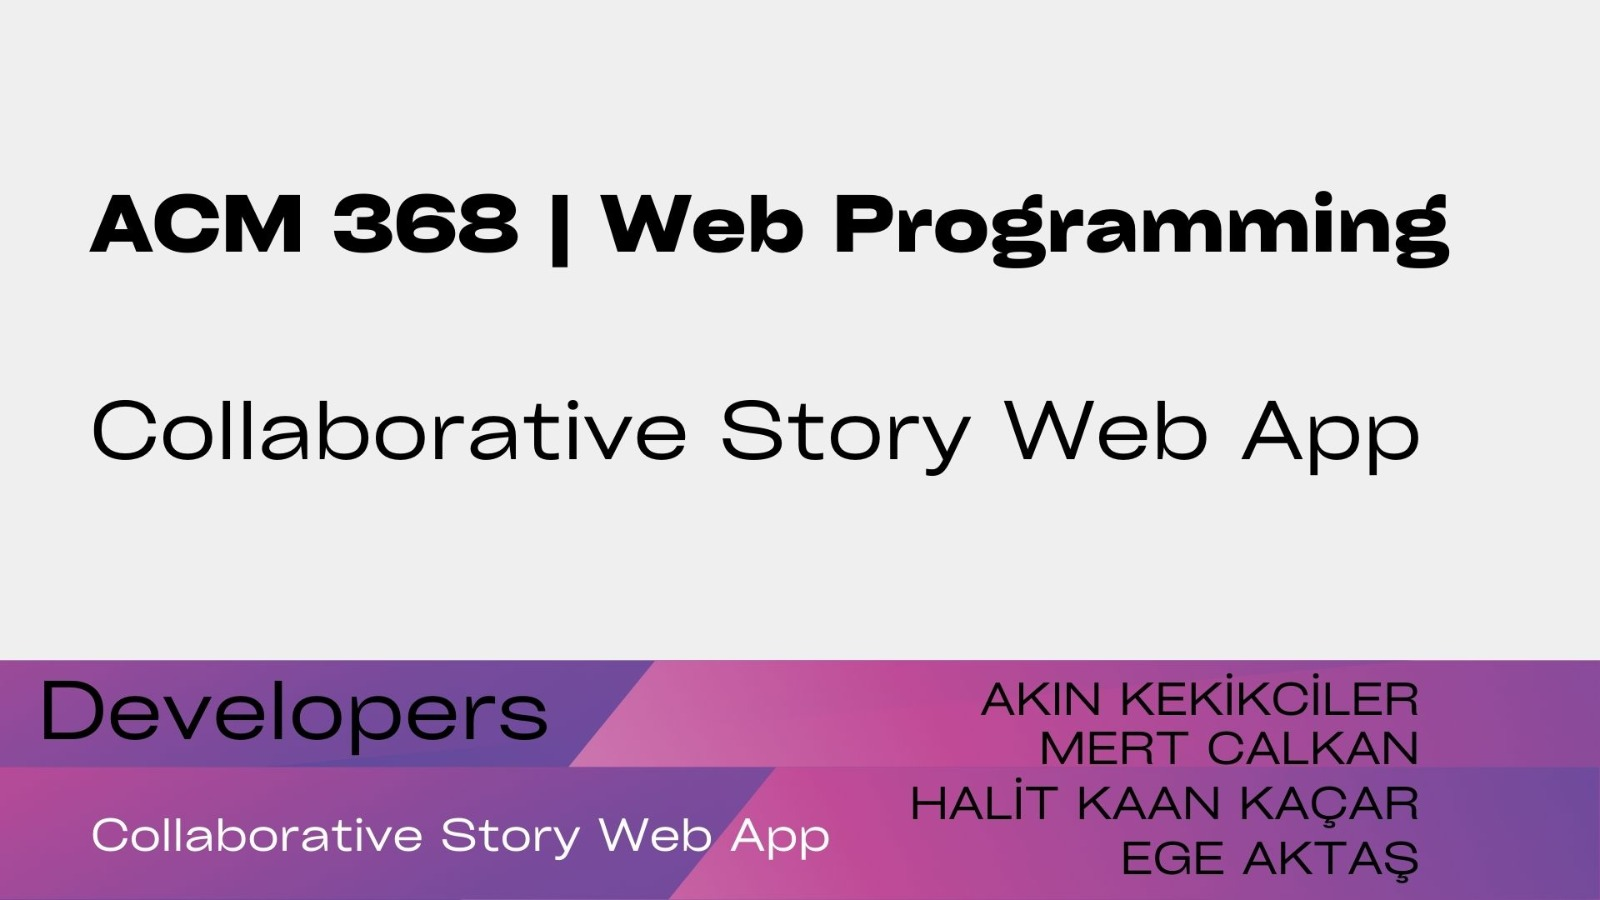 ACM 368 | Web Programming
Collaborative Story Web App
Developers
Collaborative Story Web App
AKIN KEKİKCİLER
MERT CALKAN
HALİT KAAN KAÇAR
EGE AKTAŞ